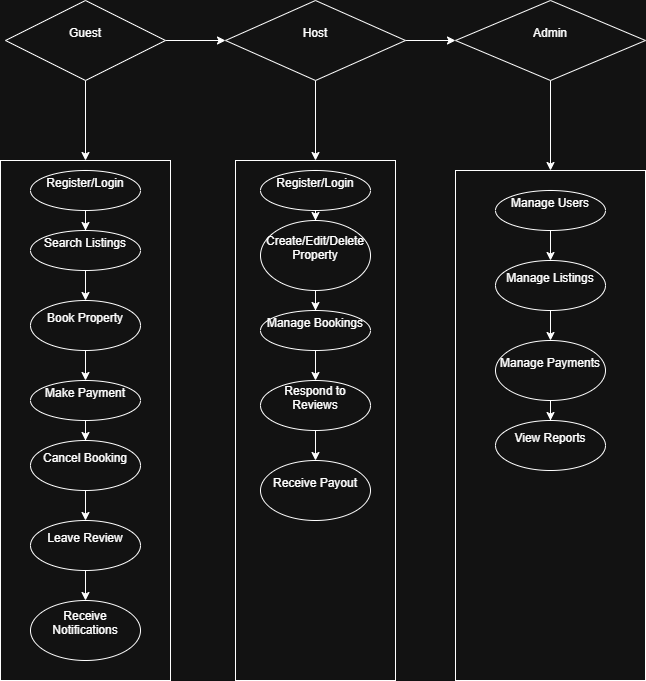 Guest
Host
Admin
Register/Login
Search Listings
Book Property
Make Payment
Cancel Booking
Leave Review
Receive
Notifications
Register/Login
Create/Edit/Delete
Property
Manage Bookings
Respond to
Reviews
Receive Payout
Manage Users
Manage Listings
Manage Payments
View Reports